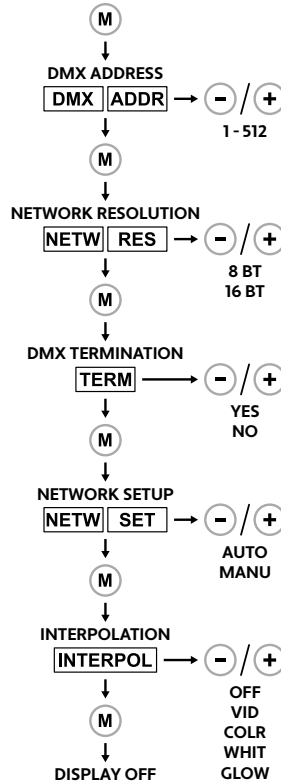 M
DMX ADDRESS
DMX ADDR - / +
1 - 512
M
NETWORK RESOLUTION
NETW RES - / +
8 BT
16 BT
M
DMX TERMINATION
TERM - / +
YES
NO
M
NETWORK SETUP
NETW SET - / +
AUTO
MANU
M
INTERPOLATION
INTERPOL - / +
OFF
VID
COLR
WHIT
GLOW
M
DISPLAY OFF